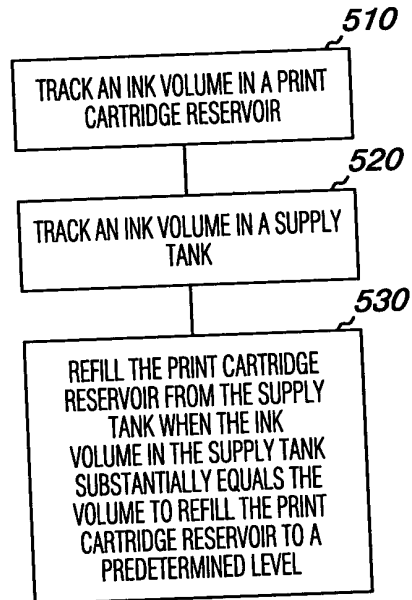 510
TRACK AN INK VOLUME IN A PRINT
CARTRIDGE RESERVOIR
520
TRACK AN INK VOLUME IN A SUPPLY
TANK
530
REFILL THE PRINT CARTRIDGE
RESERVOIR FROM THE SUPPLY
TANK WHEN THE INK
VOLUME IN THE SUPPLY TANK
SUBSTANTIALLY EQUALS THE
VOLUME TO REFILL THE PRINT
CARTRIDGE RESERVOIR TO A
PREDETERMINED LEVEL